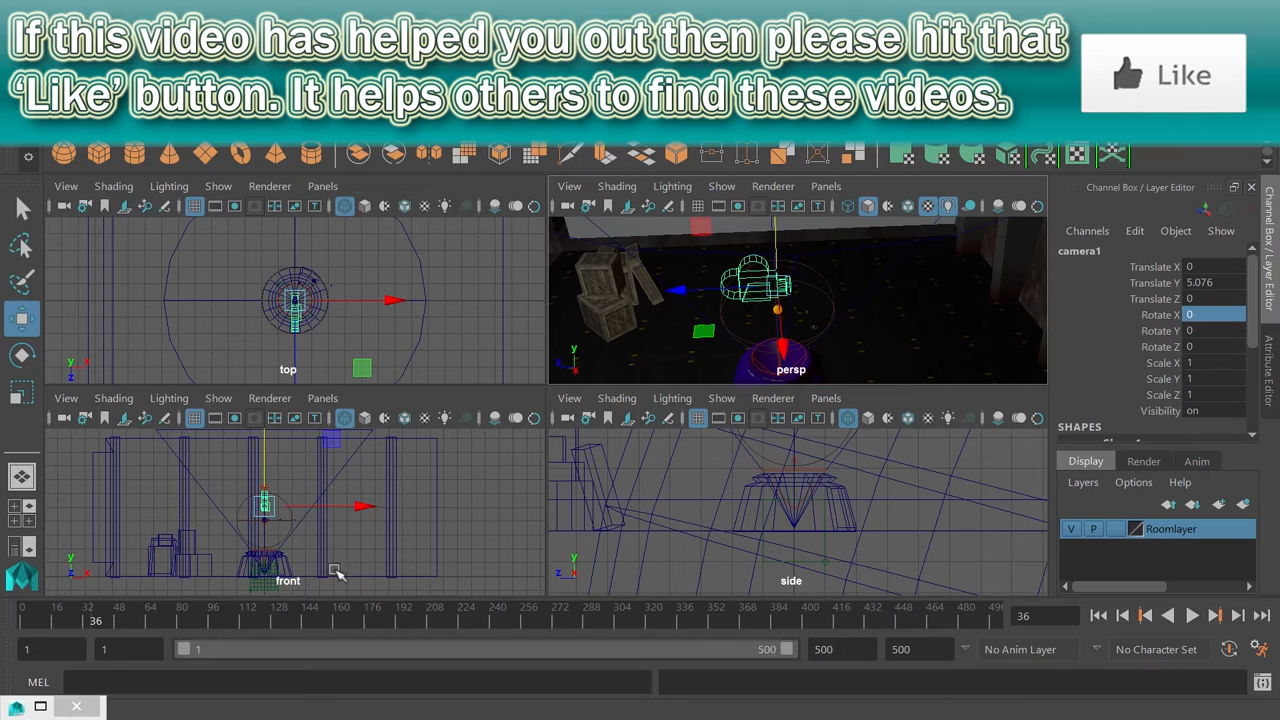 If this video has helped you out then please hit that
'Like' button. It helps others to find these videos.
Like
View Shading Lighting Show Renderer Panels
View Shading Lighting Show Renderer Panels
top
persp
View Shading Lighting Show Renderer Panels
View Shading Lighting Show Renderer Panels
front
side
Channel Box / Layer Editor
Channels Edit Object Show
camera1
Translate X 0
Translate Y 5.076
Translate Z 0
Rotate X 0
Rotate Y 0
Rotate Z 0
Scale X 1
Scale Y 1
Scale Z 1
Visibility on
SHAPES
Display Render Anim
Layers Options Help
V P Roomlayer
Channel Box / Layer Editor
Attribute Editor
0 16 32 48 64 80 96 112 128 144 160 176 192 208 224 240 256 272 288 304 320 336 352 368 384 400 416 432 448 464 480 496
36
36
1 1 1 500 500 500 No Anim Layer No Character Set
MEL